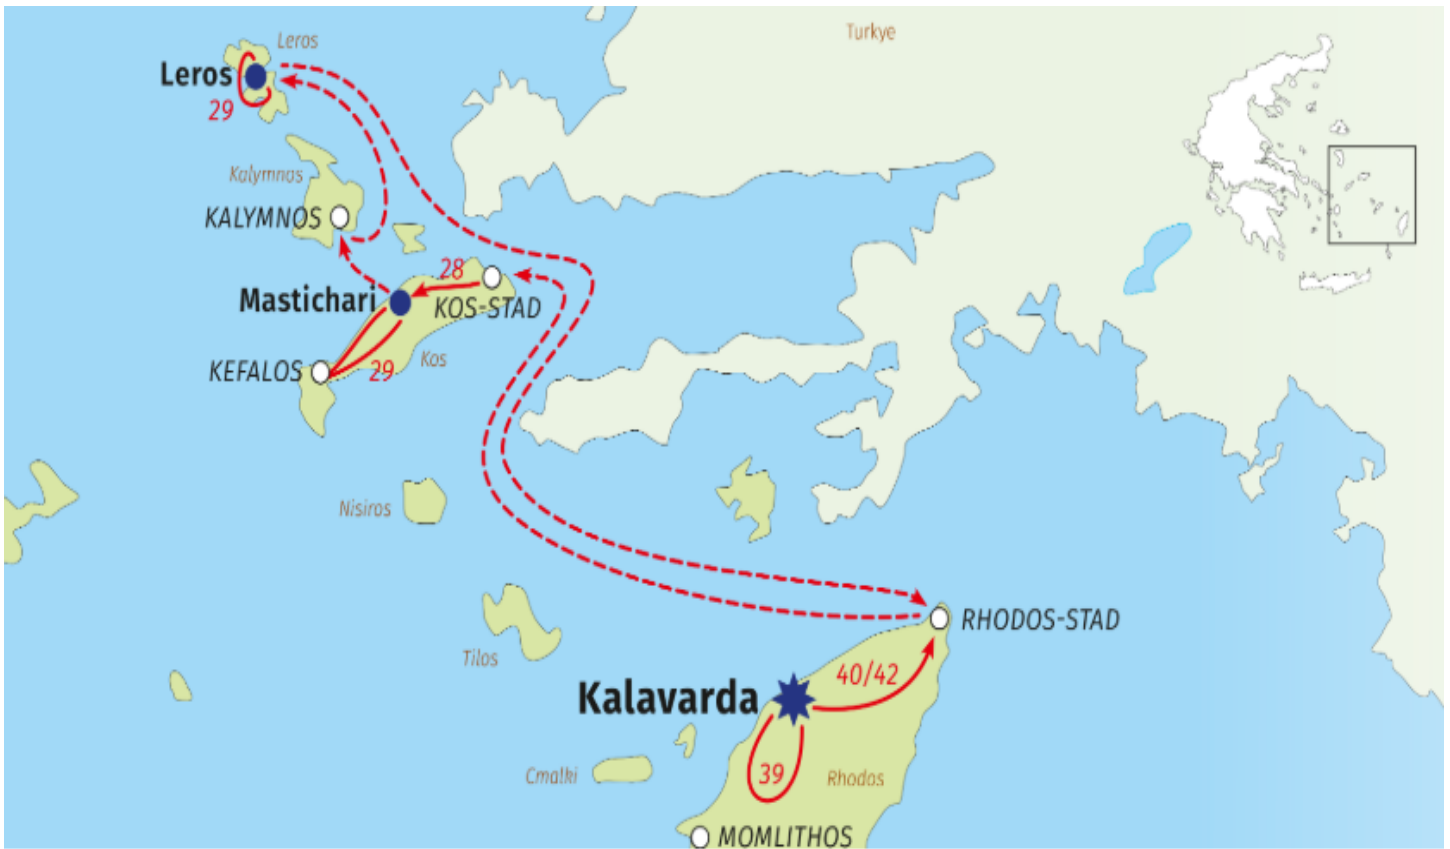 Turkye
Leros
Leros
29
Kalymnos
KALYMNOS
28
Mastichari
KOS-STAD
Kos
KEFALOS
29
Nisiros
RHODOS-STAD
Tilos
40/42
Kalavarda
39
Cmalki
Rhodos
MOMLITHOS